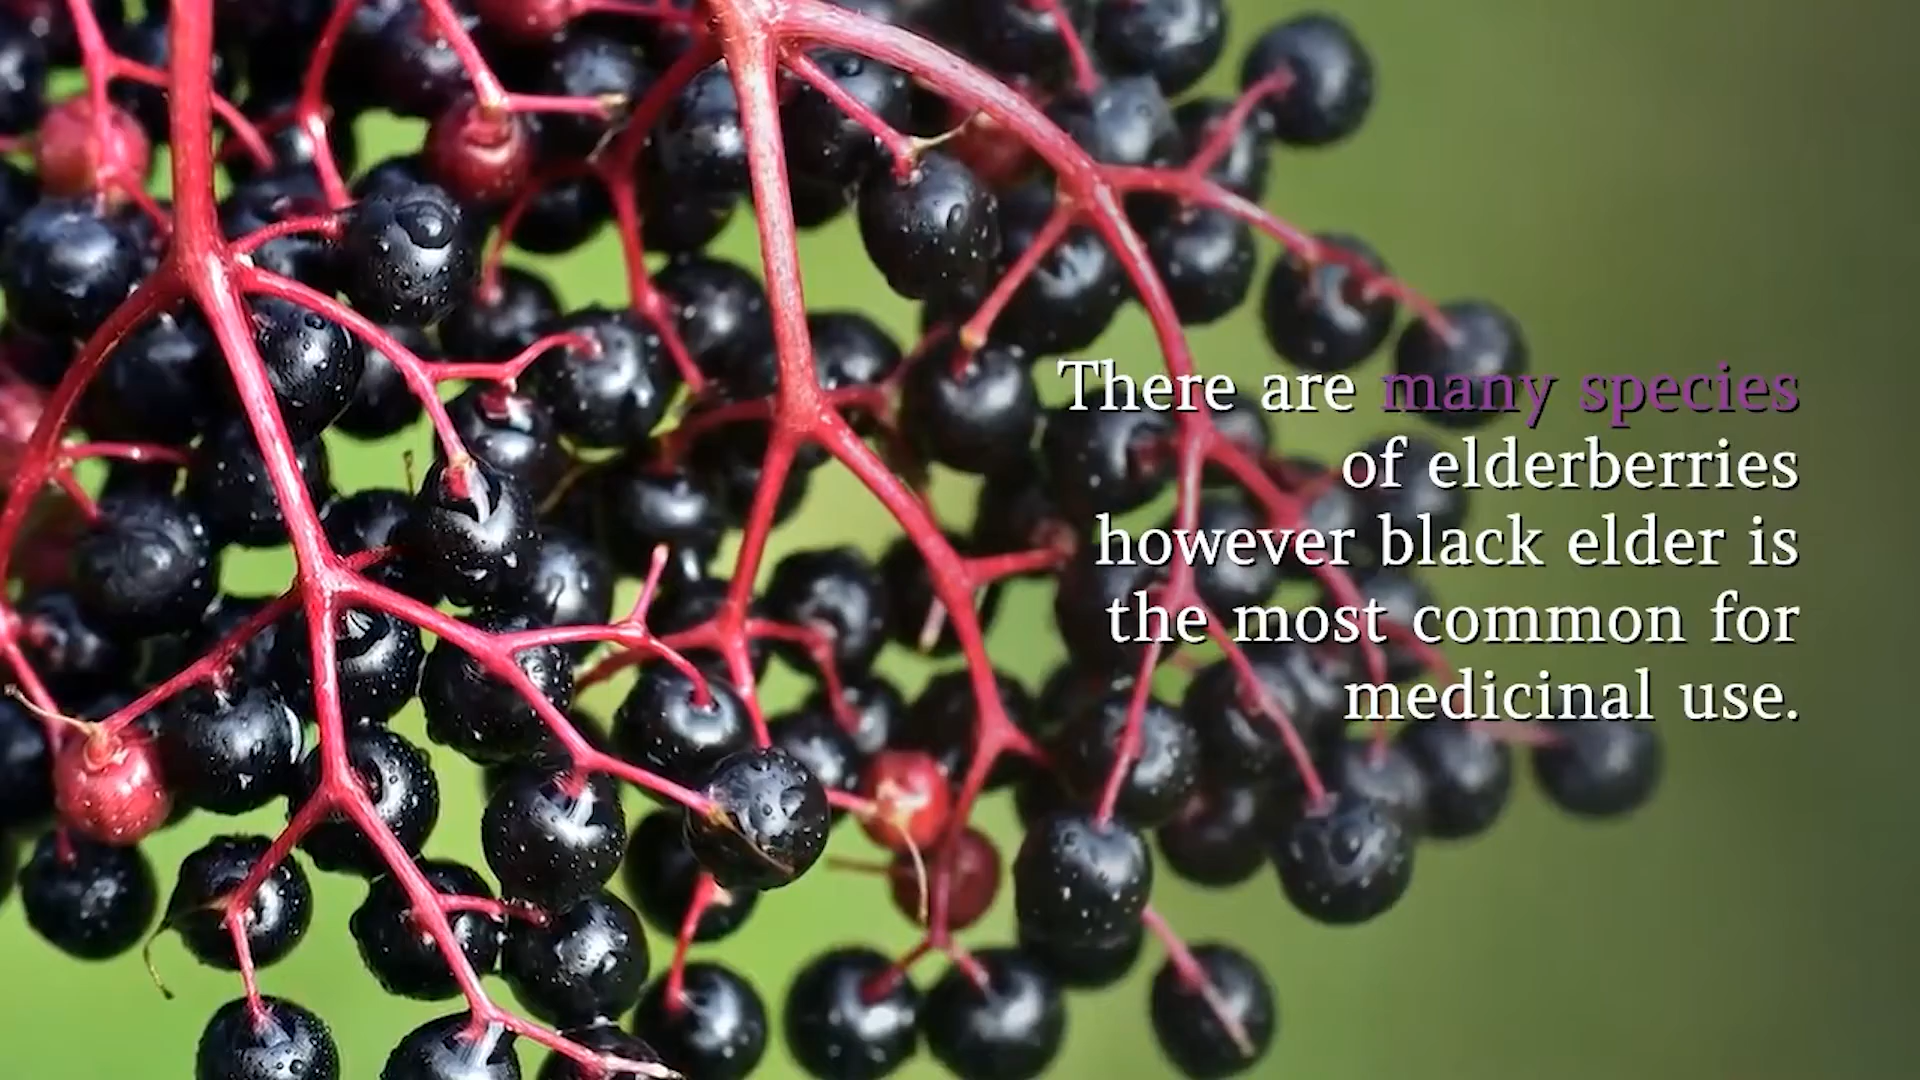 There are many species
of elderberries
however black elder is
the most common for
medicinal use.